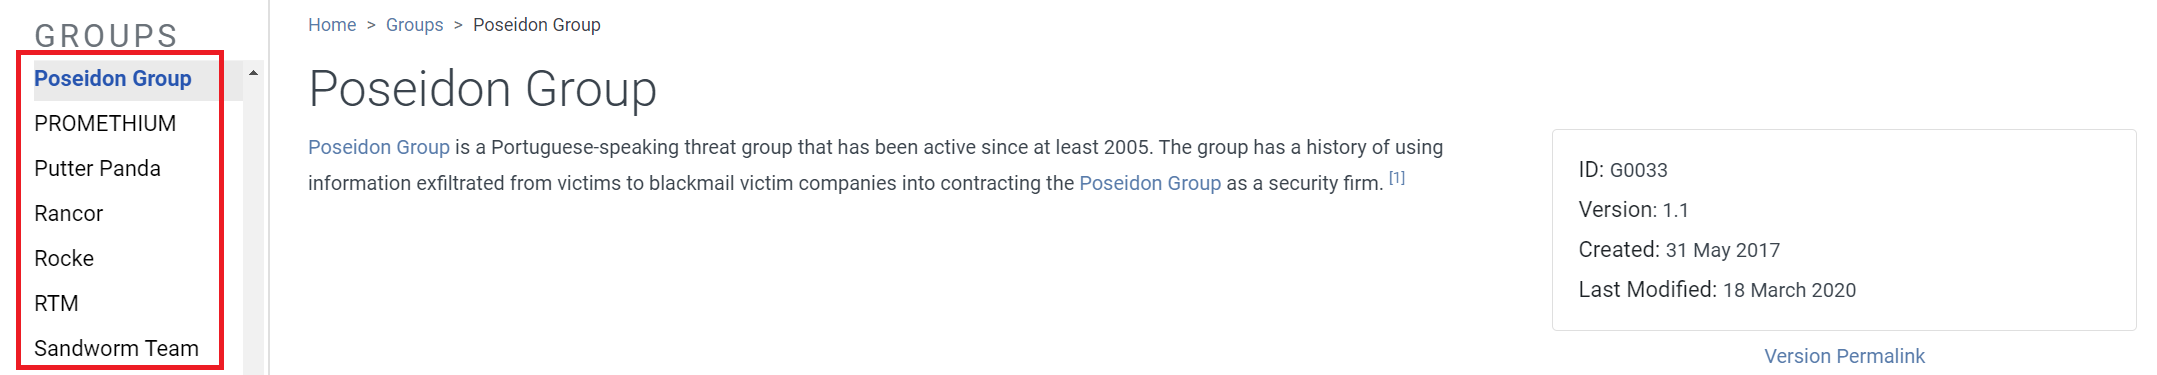 GROUPS
Poseidon Group
PROMETHIUM
Putter Panda
Rancor
Rocke
RTM
Sandworm Team
Home > Groups > Poseidon Group
Poseidon Group
Poseidon Group is a Portuguese-speaking threat group that has been active since at least 2005. The group has a history of using
information exfiltrated from victims to blackmail victim companies into contracting the Poseidon Group as a security firm. [1]
ID: G0033
Version: 1.1
Created: 31 May 2017
Last Modified: 18 March 2020
Version Permalink